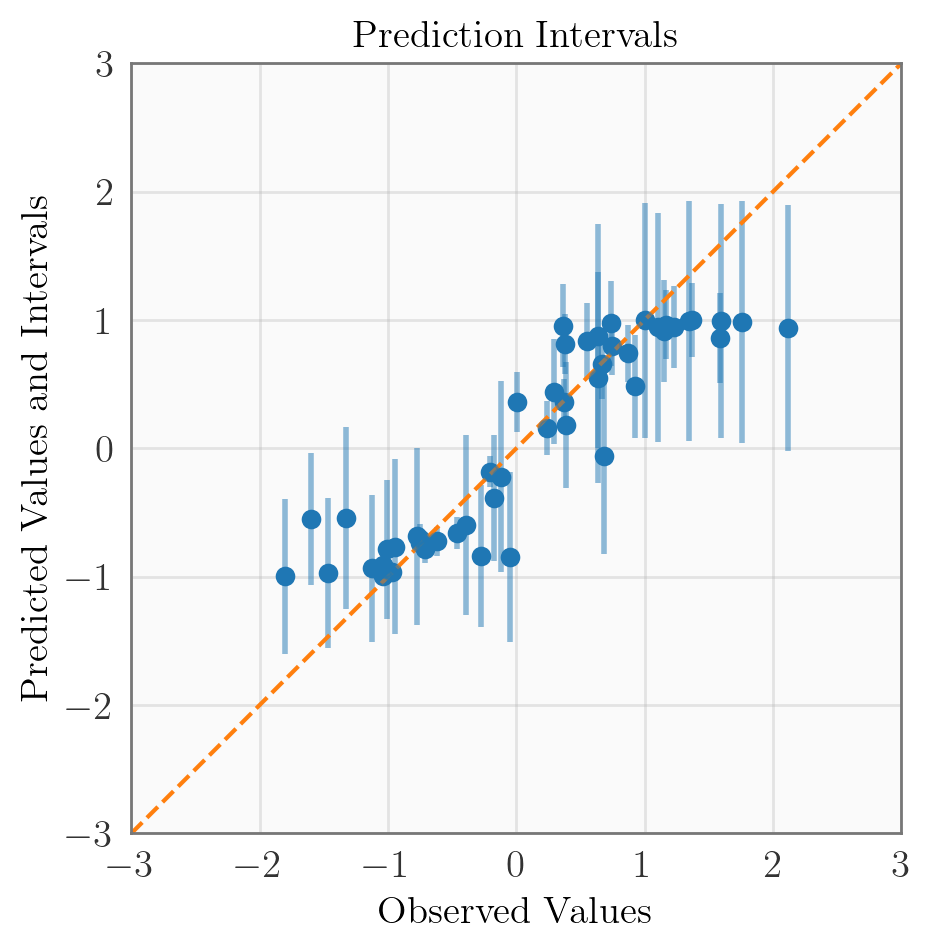 Prediction Intervals
3
2
1
0
−1
−2
−3
Predicted Values and Intervals
−3 −2 −1 0 1 2 3
Observed Values